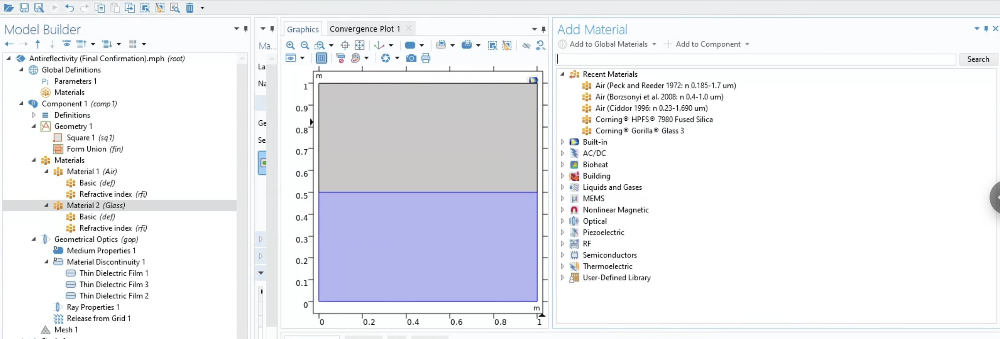 Model Builder
Antireflectivity (Final Confirmation).mph (root)
Global Definitions
Pi Parameters 1
Materials
Component 1 (comp1)
Definitions
Geometry 1
Square 1 (sq1)
Form Union (fin)
Materials
Material 1 (Air)
Basic (def)
Refractive index (rfi)
Material 2 (Glass)
Basic (def)
Refractive index (rfi)
Geometrical Optics (gop)
Medium Properties 1
Material Discontinuity 1
Thin Dielectric Film 1
Thin Dielectric Film 3
Thin Dielectric Film 2
Ray Properties 1
Release from Grid 1
Mesh 1
Ma...
La
Na
Ge
Se
Graphics
Convergence Plot 1
m
1
0.9
0.8
0.7
0.6
0.5
0.4
0.3
0.2
0.1
0
m
0 0.2 0.4 0.6 0.8 1
Add Material
Add to Global Materials
Add to Component
Search
Recent Materials
Air (Peck and Reeder 1972: n 0.185-1.7 um)
Air (Borzsonyi et al. 2008: n 0.4-1.0 um)
Air (Ciddor 1996: n 0.23-1.690 um)
Corning® HPFS® 7980 Fused Silica
Corning® Gorilla® Glass 3
Built-in
AC/DC
Bioheat
Building
Liquids and Gases
MEMS
Nonlinear Magnetic
Optical
Piezoelectric
RF
Semiconductors
Thermoelectric
User-Defined Library